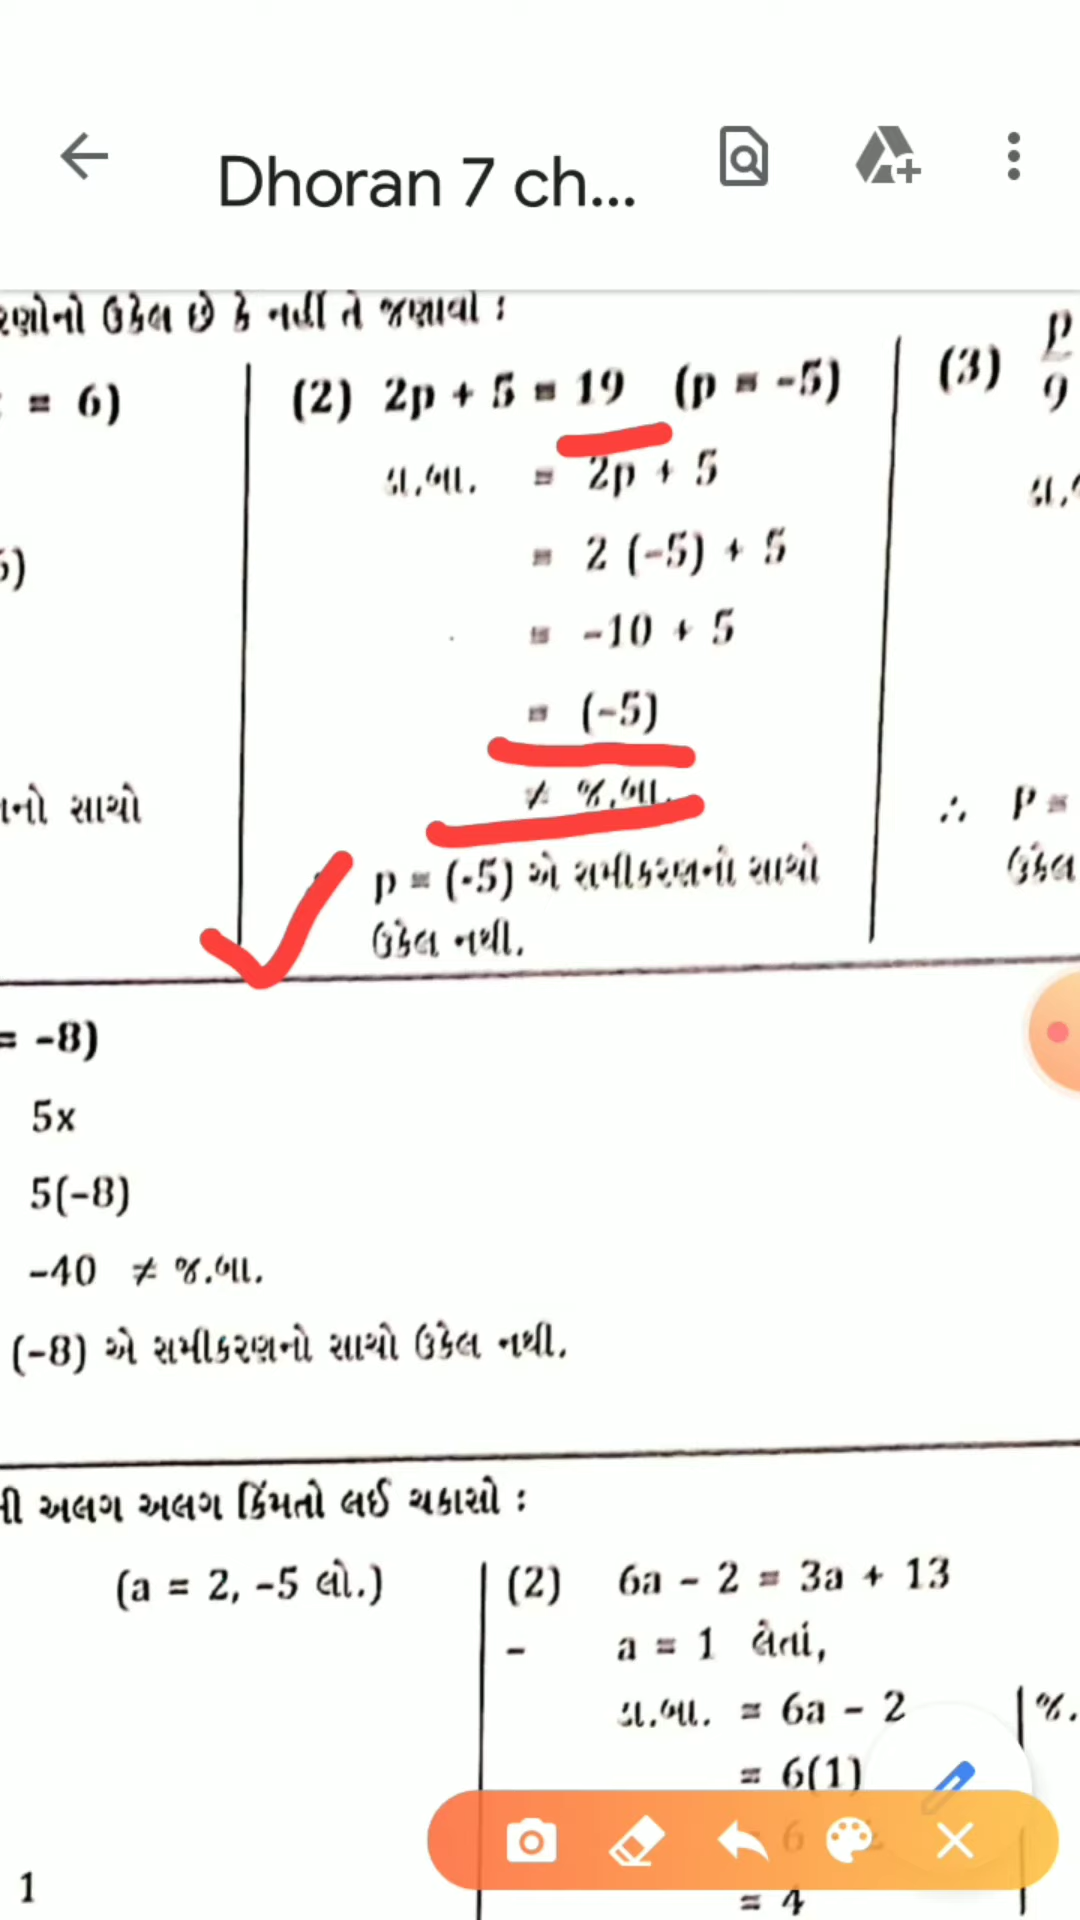 Dhoran 7 ch...
રણોનો ઉકેલ છે કે નહીં તે જણાવો :
= 6)
(2) 2p + 5 = 19 (p = -5)
ડા.બા. = 2p + 5
= 2 (-5) + 5
= -10 + 5
= (-5)
≠ જ.બા.
p = (-5) એ સમીકરણનો સાચો
ઉકેલ નથી.
5)
નો સાચો
(3) p
9
ડા.
∴ P =
ઉકેલ
= -8)
5x
5(-8)
-40 ≠ જ.બા.
(-8) એ સમીકરણનો સાચો ઉકેલ નથી.
ની અલગ અલગ કિંમતો લઈ ચકાસો :
(a = 2, -5 લો.)
(2) 6a - 2 = 3a + 13
- a = 1 લેતાં,
ડા.બા. = 6a - 2
= 6(1)
= 4
જ.
1